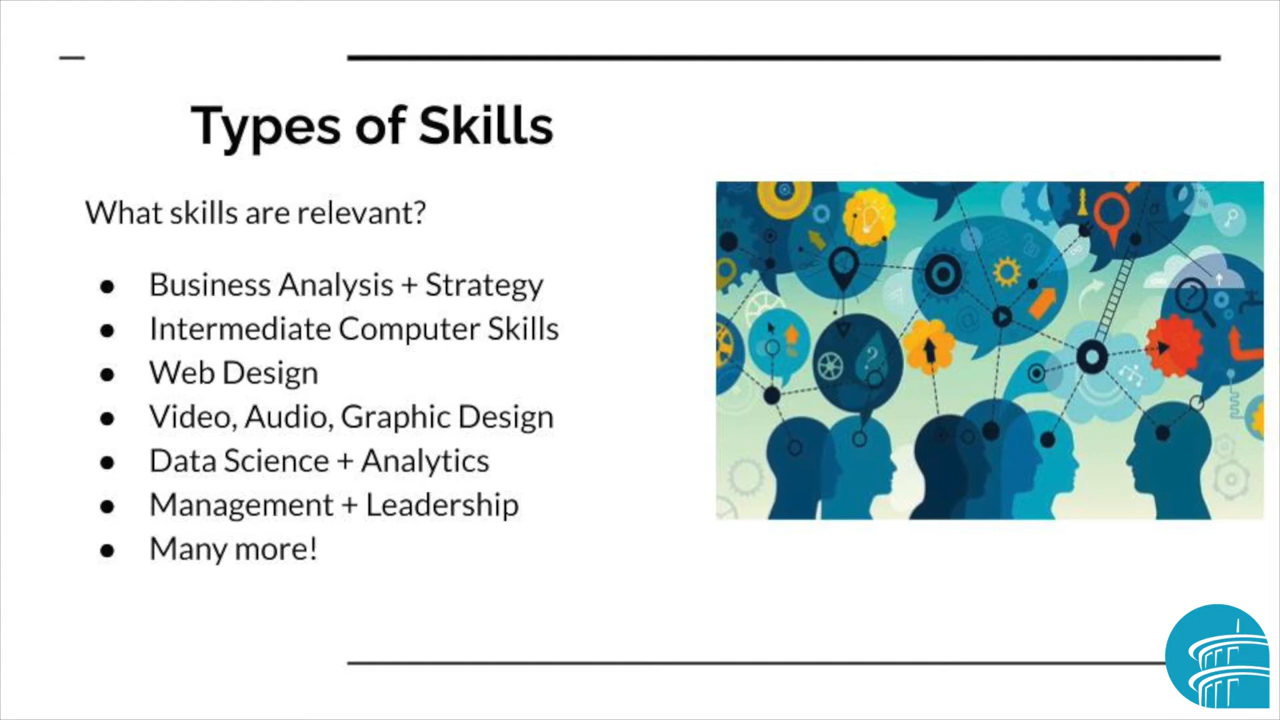 Types of Skills
What skills are relevant?
● Business Analysis + Strategy
● Intermediate Computer Skills
● Web Design
● Video, Audio, Graphic Design
● Data Science + Analytics
● Management + Leadership
● Many more!